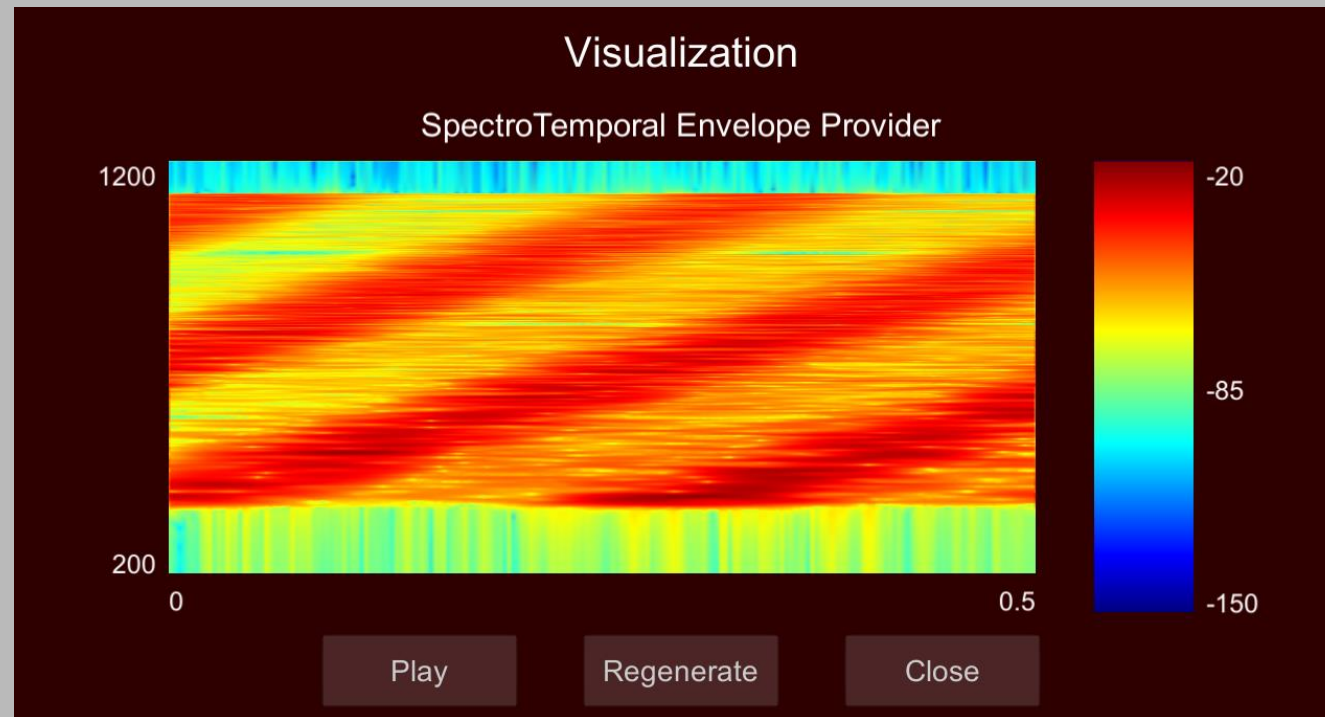 Visualization
SpectroTemporal Envelope Provider
1200
200
0
0.5
-20
-85
-150
Play
Regenerate
Close